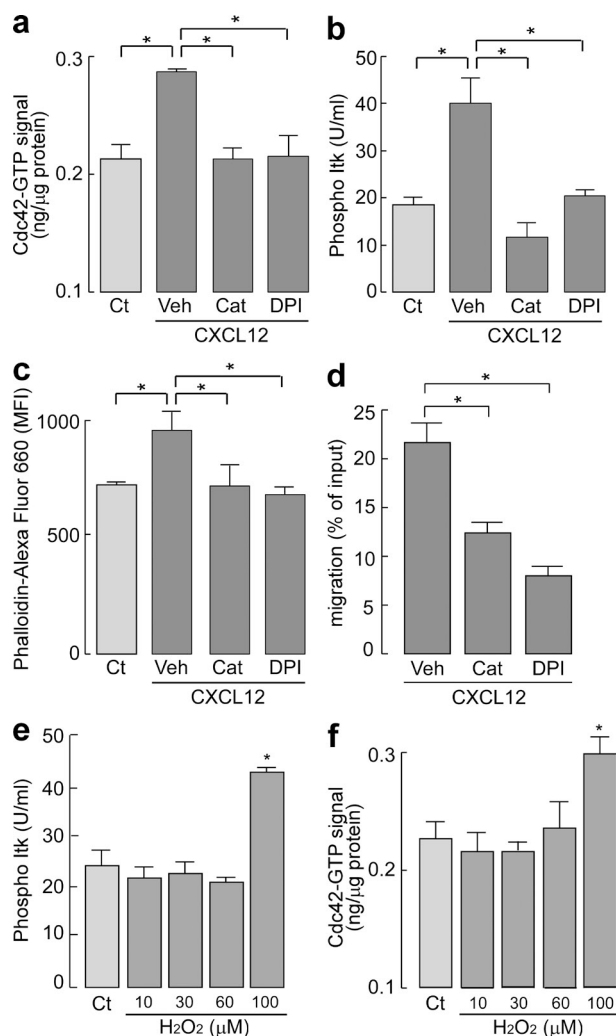 a
Cdc42-GTP signal
(ng/μg protein)
0.3
0.2
0.1
* * *
Ct Veh Cat DPI
CXCL12
b
Phospho Itk (U/ml)
50
40
30
20
10
0
* * *
Ct Veh Cat DPI
CXCL12
c
Phalloidin-Alexa Fluor 660 (MFI)
1000
500
0
* * *
Ct Veh Cat DPI
CXCL12
d
migration (% of input)
25
20
15
10
5
0
* *
Veh Cat DPI
CXCL12
e
Phospho Itk (U/ml)
50
40
30
20
10
0
*
Ct 10 30 60 100
H2O2 (μM)
f
Cdc42-GTP signal
(ng/μg protein)
0.3
0.2
0.1
*
Ct 10 30 60 100
H2O2 (μM)